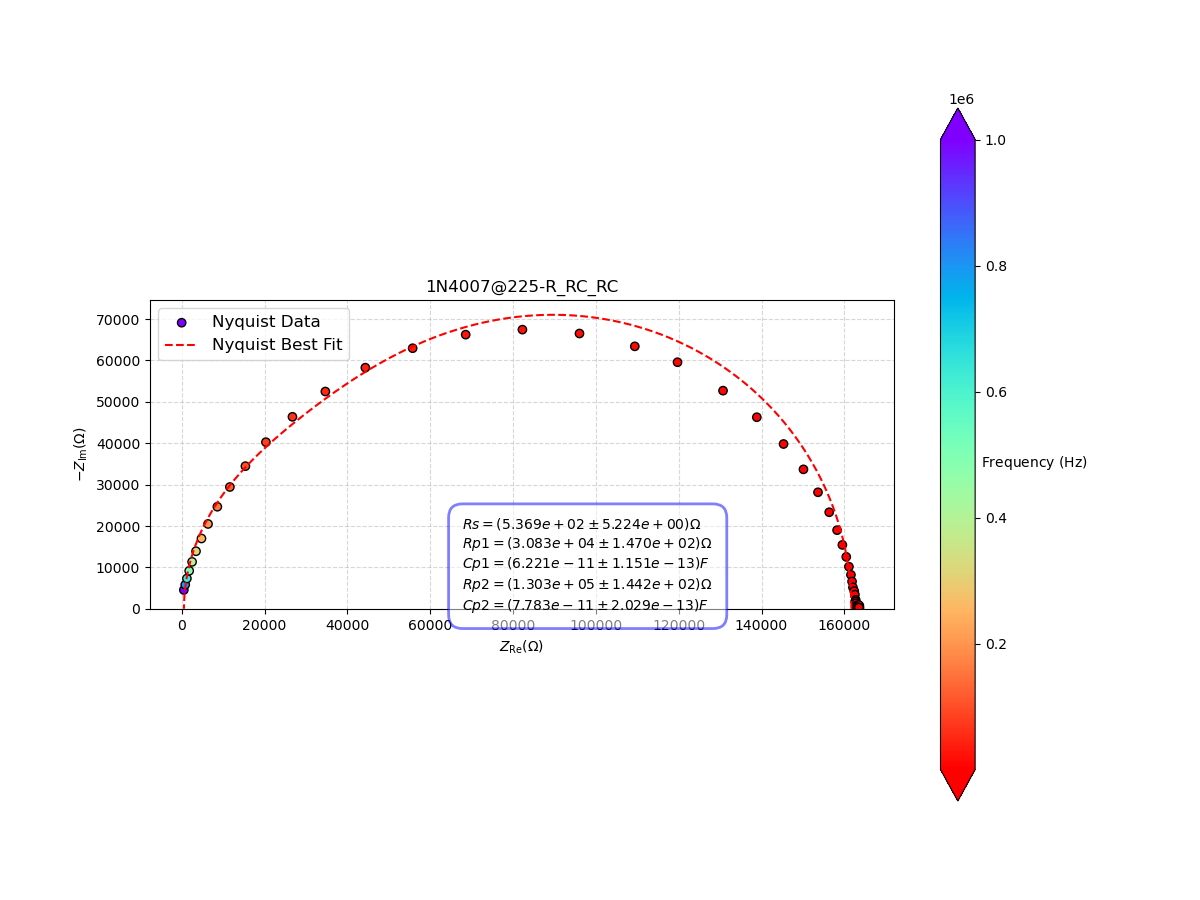 1e6
1.0
0.8
0.6
0.4
0.2
Frequency (Hz)
1N4007@225-R_RC_RC
Nyquist Data
Nyquist Best Fit
70000
60000
50000
40000
30000
20000
10000
0
−Z_Im(Ω)
Rs = (5.369e + 02 ± 5.224e + 00)Ω
Rp1 = (3.083e + 04 ± 1.470e + 02)Ω
Cp1 = (6.221e − 11 ± 1.151e − 13)F
Rp2 = (1.303e + 05 ± 1.442e + 02)Ω
Cp2 = (7.783e − 11 ± 2.029e − 13)F
0 20000 40000 60000 80000 100000 120000 140000 160000
Z_Re(Ω)